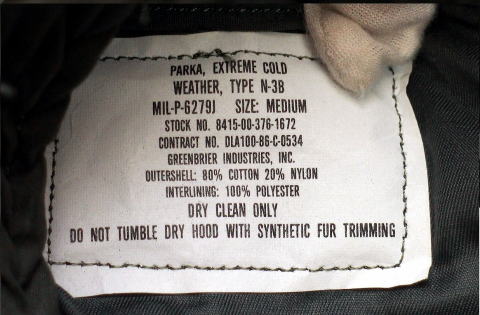 PARKA, EXTREME COLD
WEATHER, TYPE N-3B
MIL-P-6279J SIZE: MEDIUM
STOCK NO. 8415-00-376-1672
CONTRACT NO. DLA100-86-C-0534
GREENBRIER INDUSTRIES, INC.
OUTERSHELL: 80% COTTON 20% NYLON
INTERLINING: 100% POLYESTER
DRY CLEAN ONLY
DO NOT TUMBLE DRY HOOD WITH SYNTHETIC FUR TRIMMING